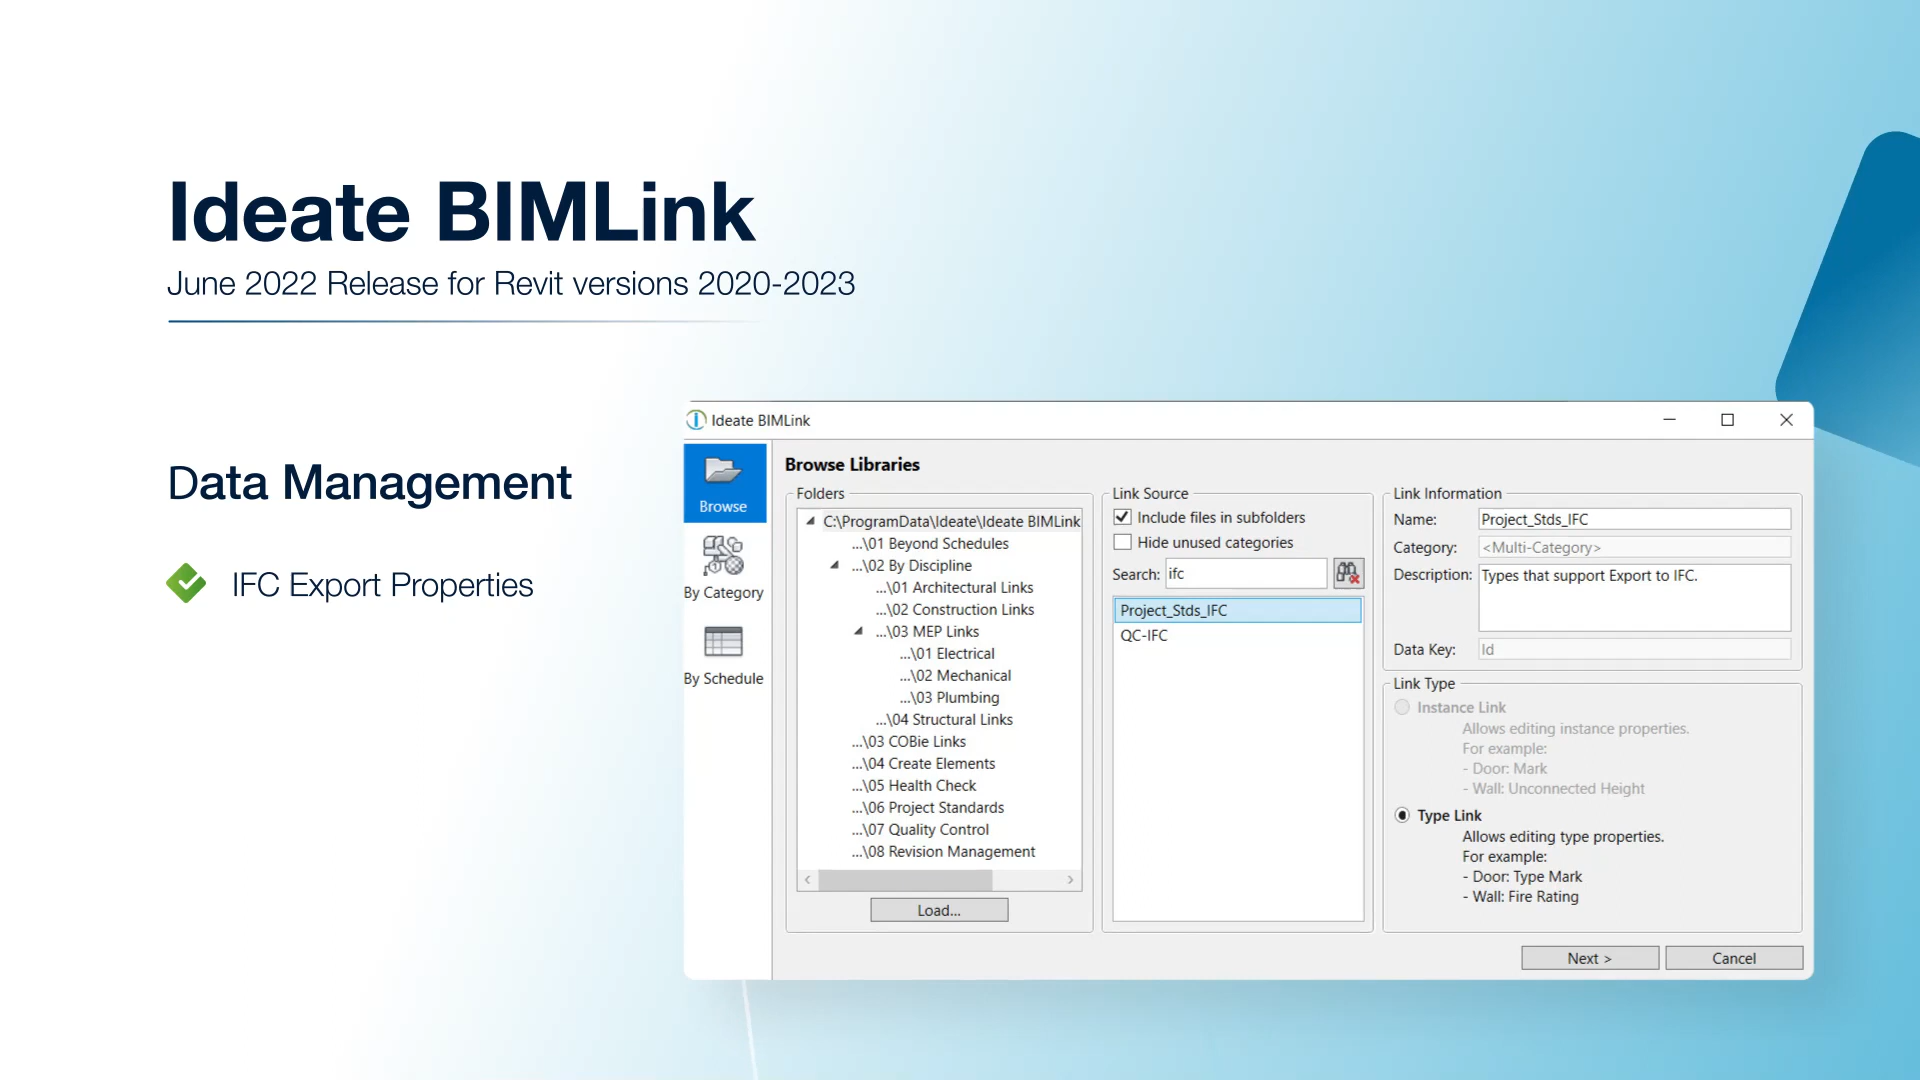 Ideate BIMLink
June 2022 Release for Revit versions 2020-2023
Data Management
IFC Export Properties
Ideate BIMLink
Browse
By Category
By Schedule
Browse Libraries
Folders
C:\ProgramData\Ideate\Ideate BIMLink
...\01 Beyond Schedules
...\02 By Discipline
...\01 Architectural Links
...\02 Construction Links
...\03 MEP Links
...\01 Electrical
...\02 Mechanical
...\03 Plumbing
...\04 Structural Links
...\03 COBie Links
...\04 Create Elements
...\05 Health Check
...\06 Project Standards
...\07 Quality Control
...\08 Revision Management
Load...
Link Source
Include files in subfolders
Hide unused categories
Search: ifc
Project_Stds_IFC
QC-IFC
Link Information
Name: Project_Stds_IFC
Category: <Multi-Category>
Description: Types that support Export to IFC.
Data Key: Id
Link Type
Instance Link
Allows editing instance properties.
For example:
- Door: Mark
- Wall: Unconnected Height
Type Link
Allows editing type properties.
For example:
- Door: Type Mark
- Wall: Fire Rating
Next >
Cancel